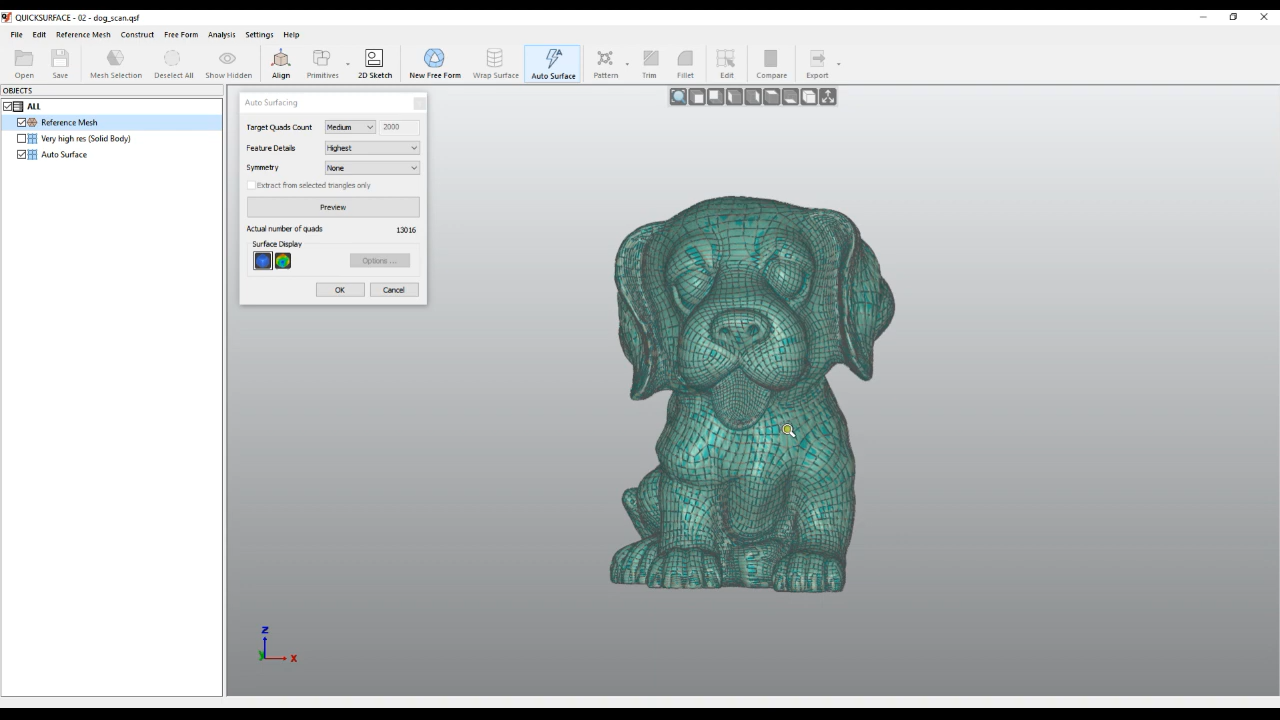 QUICKSURFACE - 02 - dog_scan.qsf
File Edit Reference Mesh Construct Free Form Analysis Settings Help
Open Save Mesh Selection Deselect All Show Hidden Align Primitives 2D Sketch New Free Form Wrap Surface Auto Surface Pattern Trim Fillet Edit Compare Export
OBJECTS
ALL
Reference Mesh
Very high res (Solid Body)
Auto Surface
Auto Surfacing
Target Quads Count Medium 2000
Feature Details Highest
Symmetry None
Extract from selected triangles only
Preview
Actual number of quads 13016
Surface Display
Options ...
OK Cancel
Z
Y
X